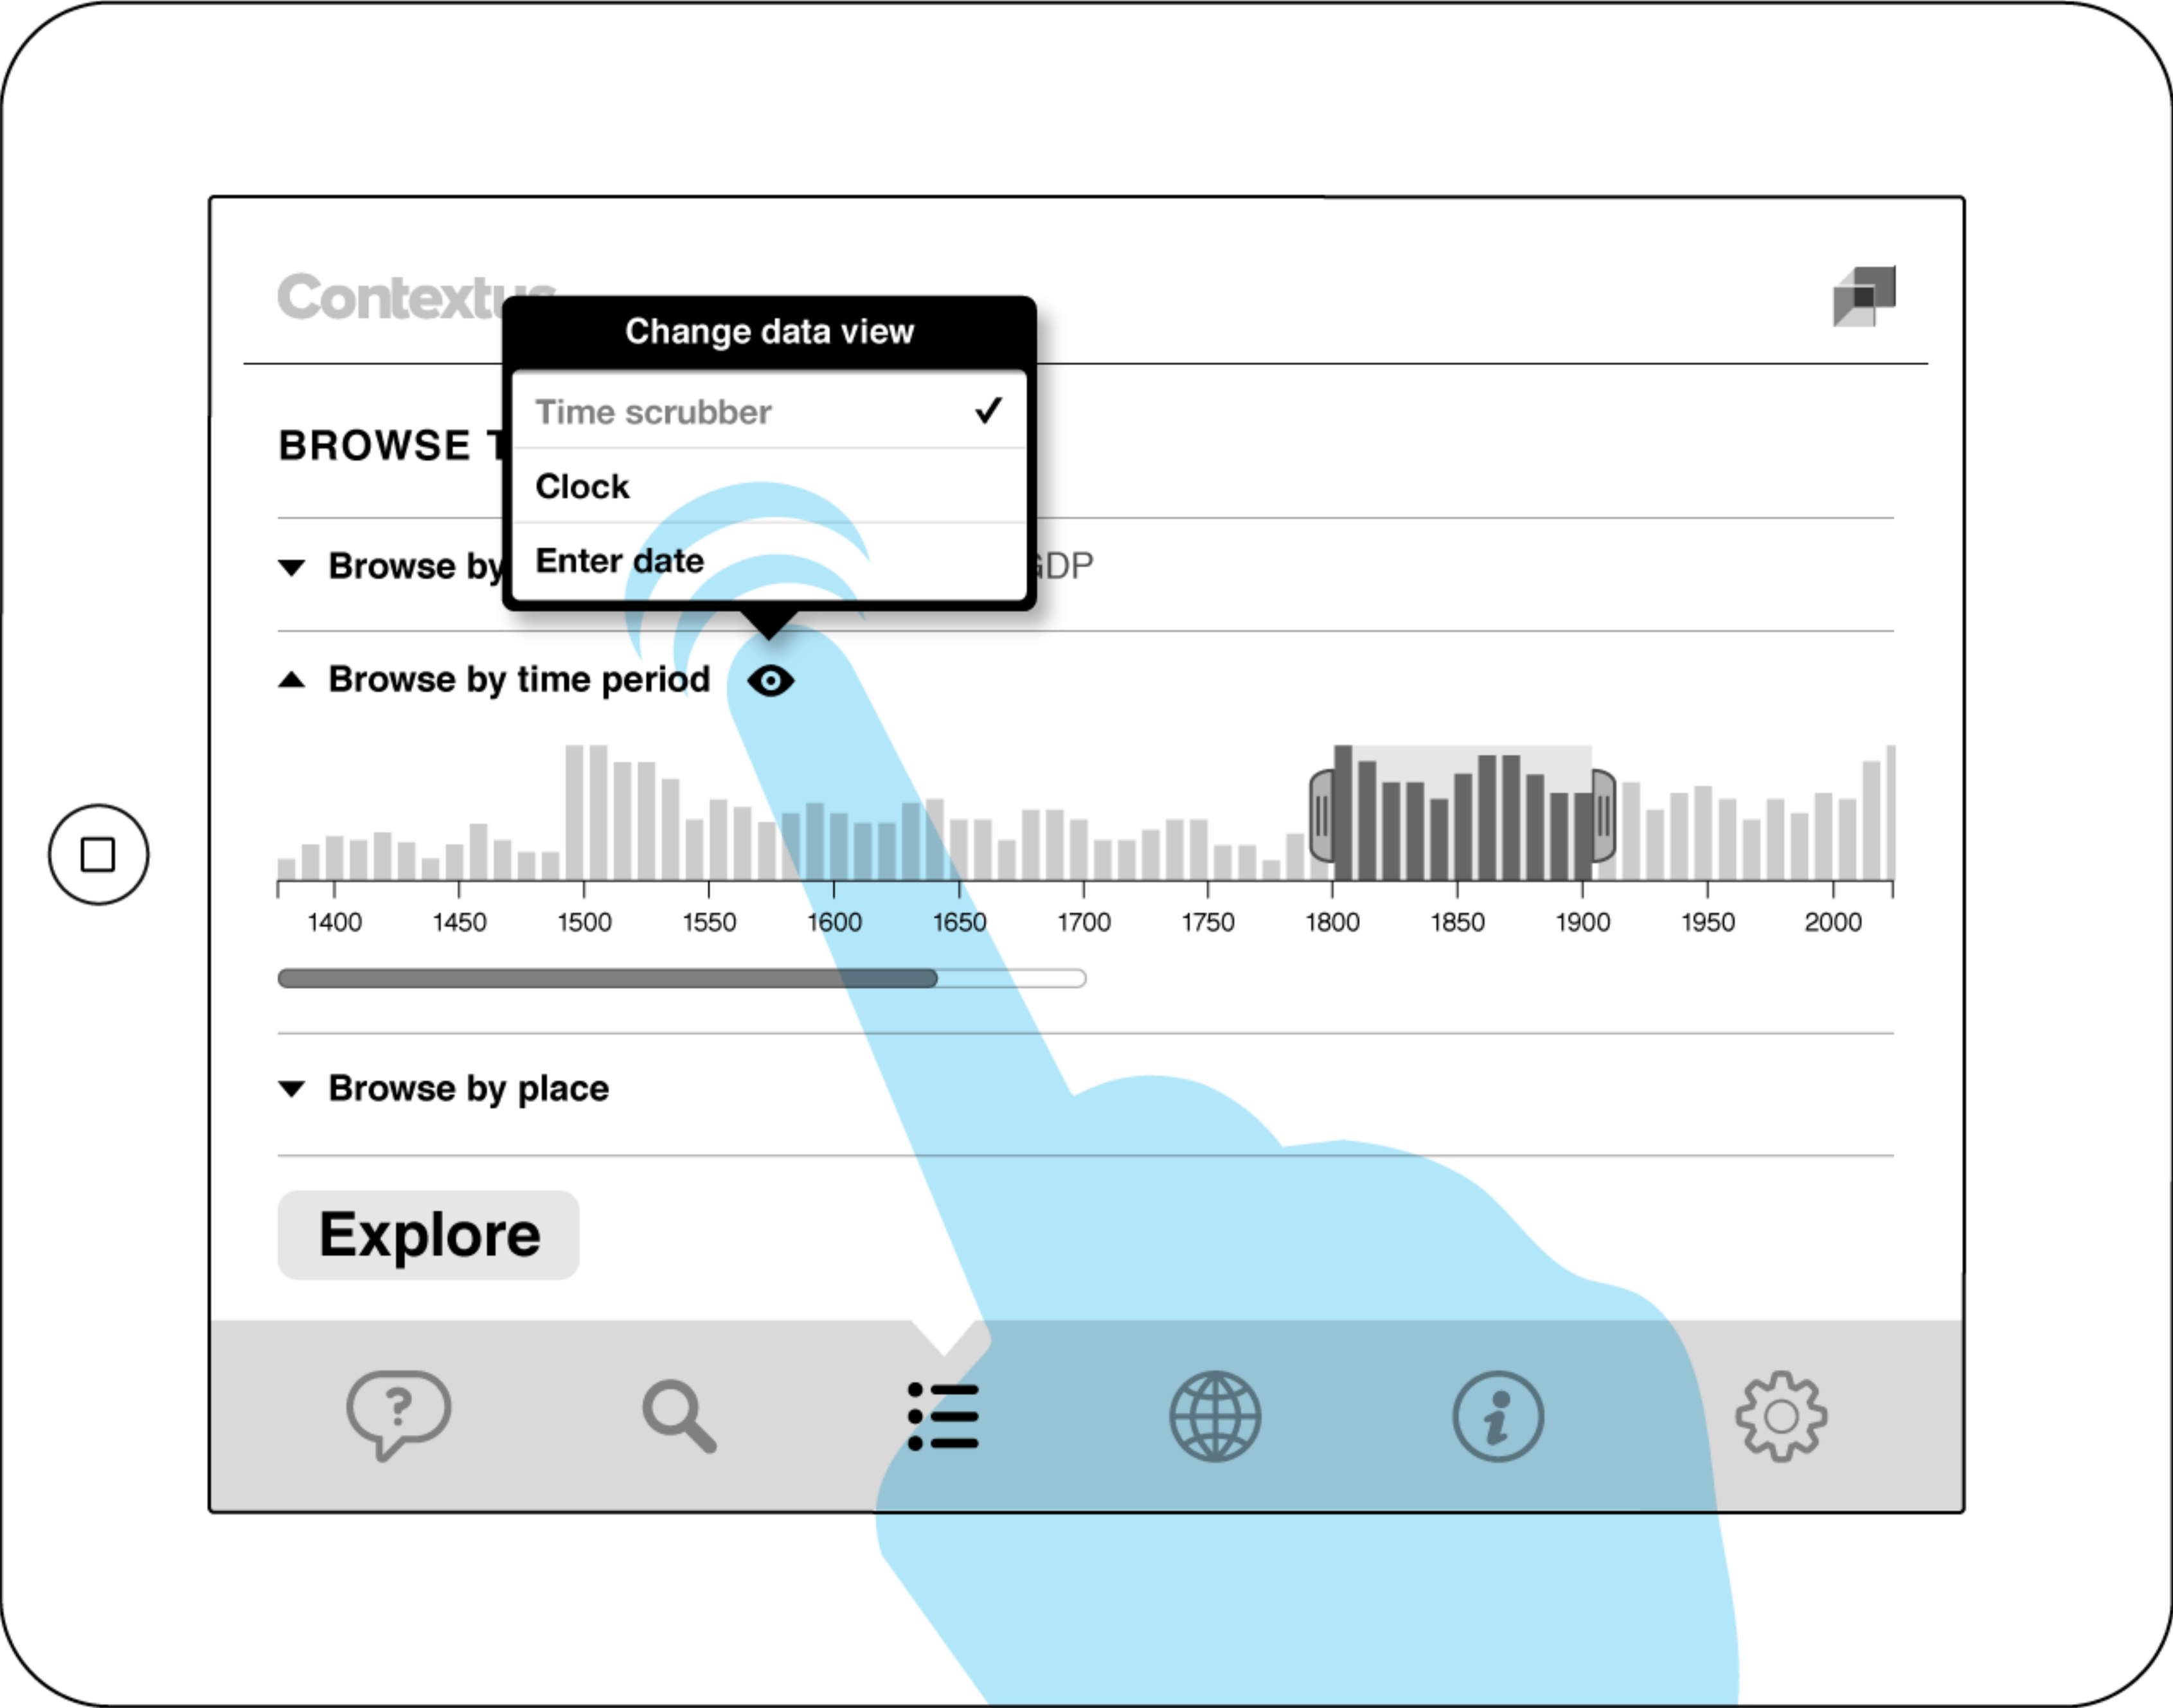 Contextus
Change data view
Time scrubber
Clock
Enter date
BROWSE
Browse by
GDP
Browse by time period
1400 1450 1500 1550 1600 1650 1700 1750 1800 1850 1900 1950 2000
Browse by place
Explore
?
i